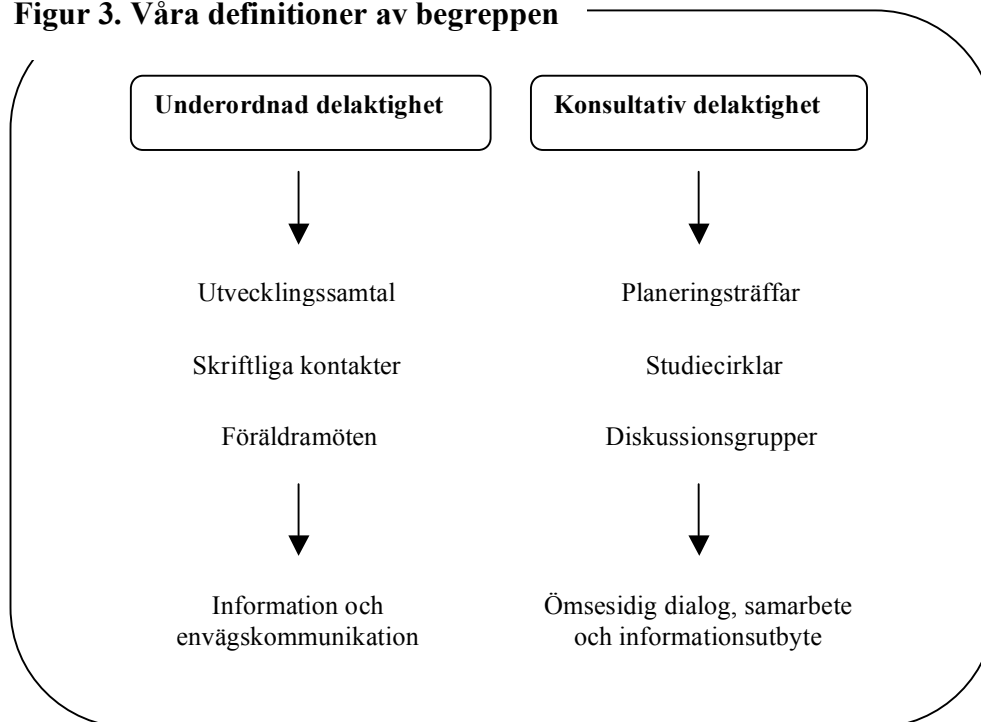 Figur 3. Våra definitioner av begreppen
Underordnad delaktighet
Utvecklingssamtal
Skriftliga kontakter
Föräldramöten
Information och
envägskommunikation
Konsultativ delaktighet
Planeringsträffar
Studiecirklar
Diskussionsgrupper
Ömsesidig dialog, samarbete
och informationsutbyte